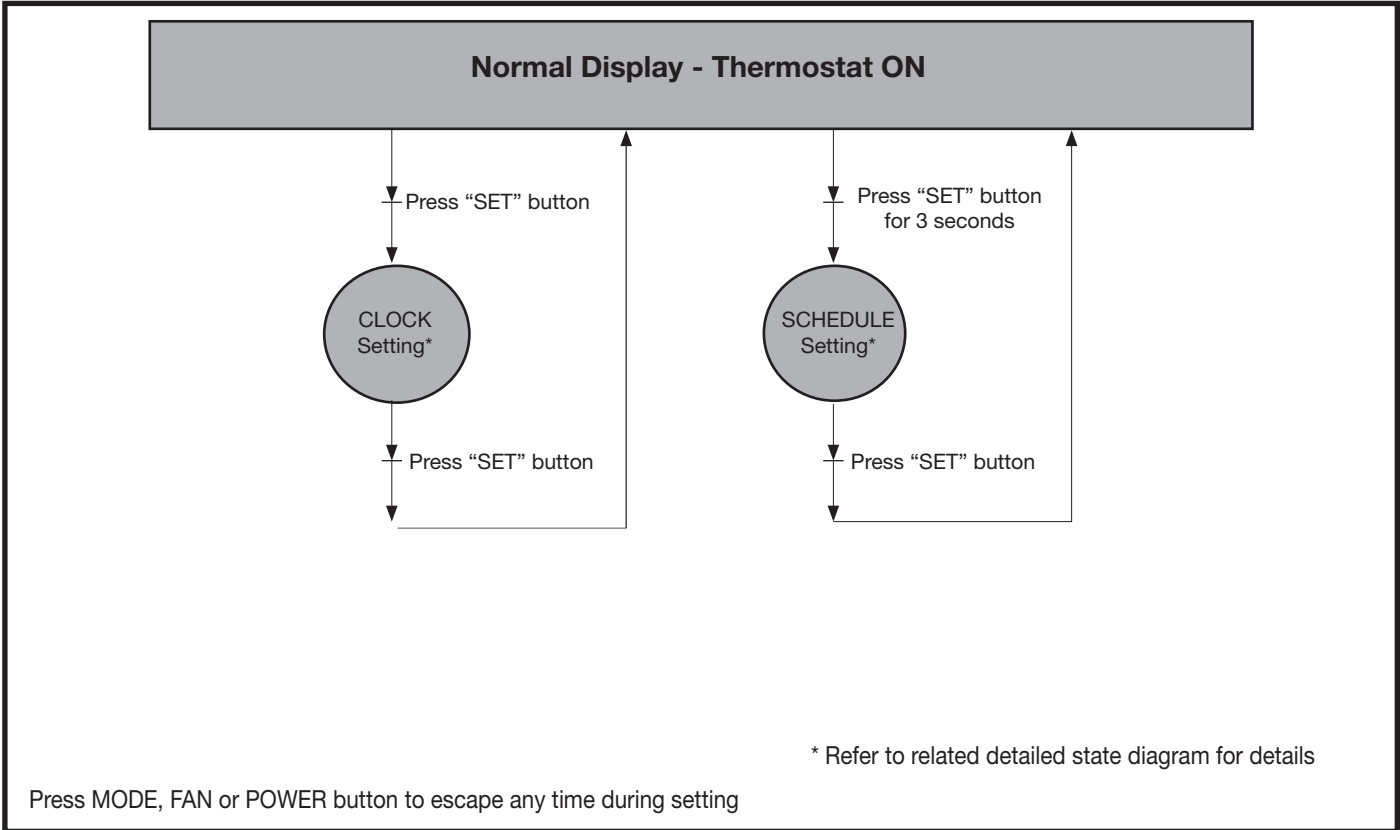 Normal Display - Thermostat ON
Press “SET” button
Press “SET” button
for 3 seconds
CLOCK
Setting*
SCHEDULE
Setting*
Press “SET” button
Press “SET” button
* Refer to related detailed state diagram for details
Press MODE, FAN or POWER button to escape any time during setting